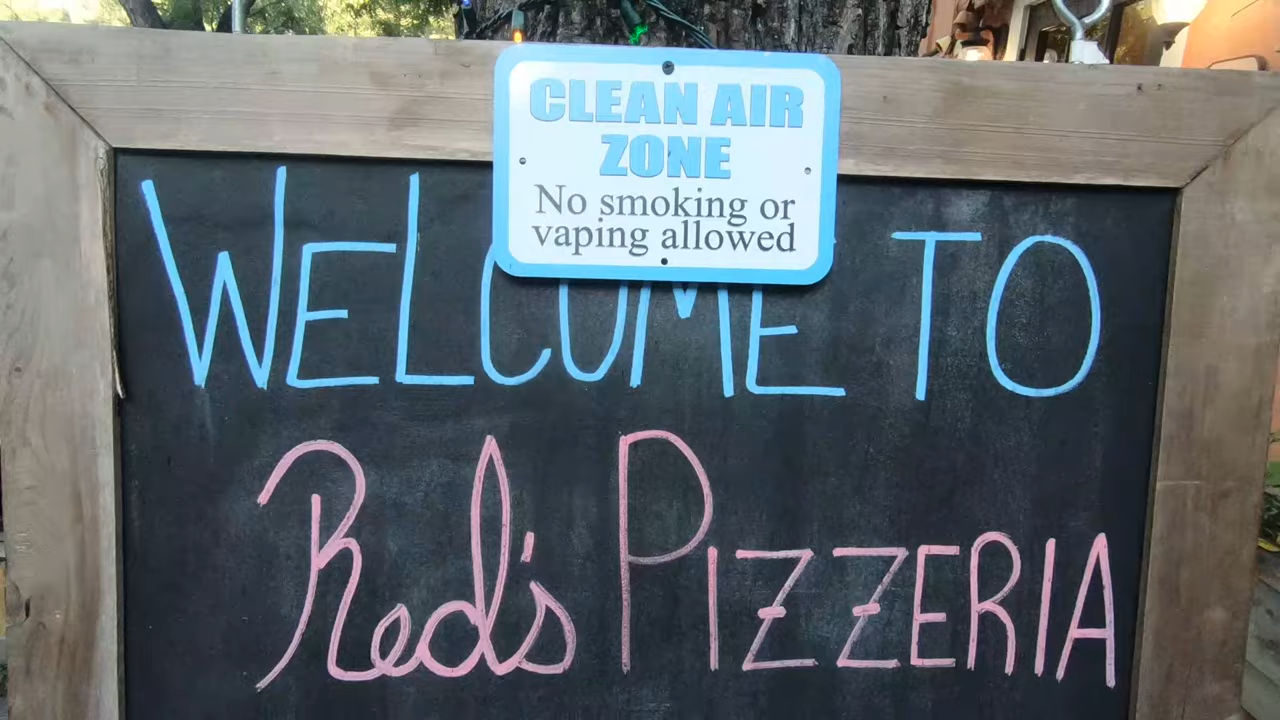 CLEAN AIR
ZONE
No smoking or
vaping allowed
WELCOME TO
Red's PIZZERIA